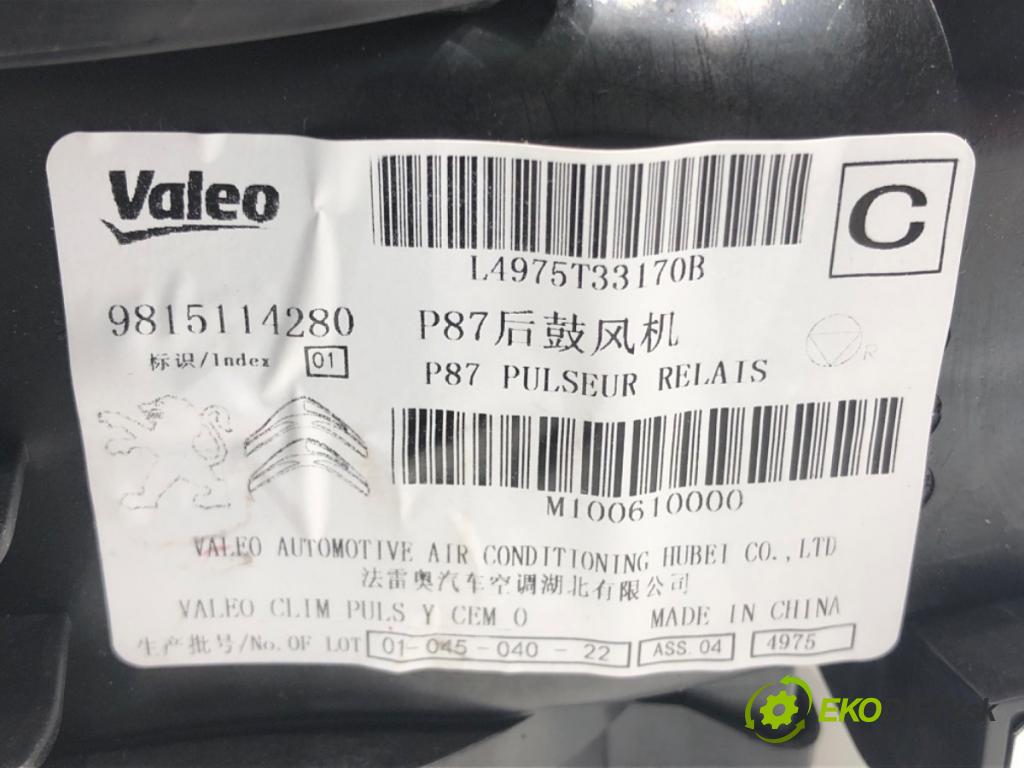 Valeo
C
L4975T33170B
9815114280 P87后鼓风机
标识/Index 01
R
P87 PULSEUR RELAIS
M100610000
VALEO AUTOMOTIVE AIR CONDITIONING HUBEI CO.,LTD
法雷奥汽车空调湖北有限公司
VALEO CLIM PULS Y CEM 0 MADE IN CHINA
生产批号/No. OF LOT 01-045-040-22 ASS. 04 4975
EKO